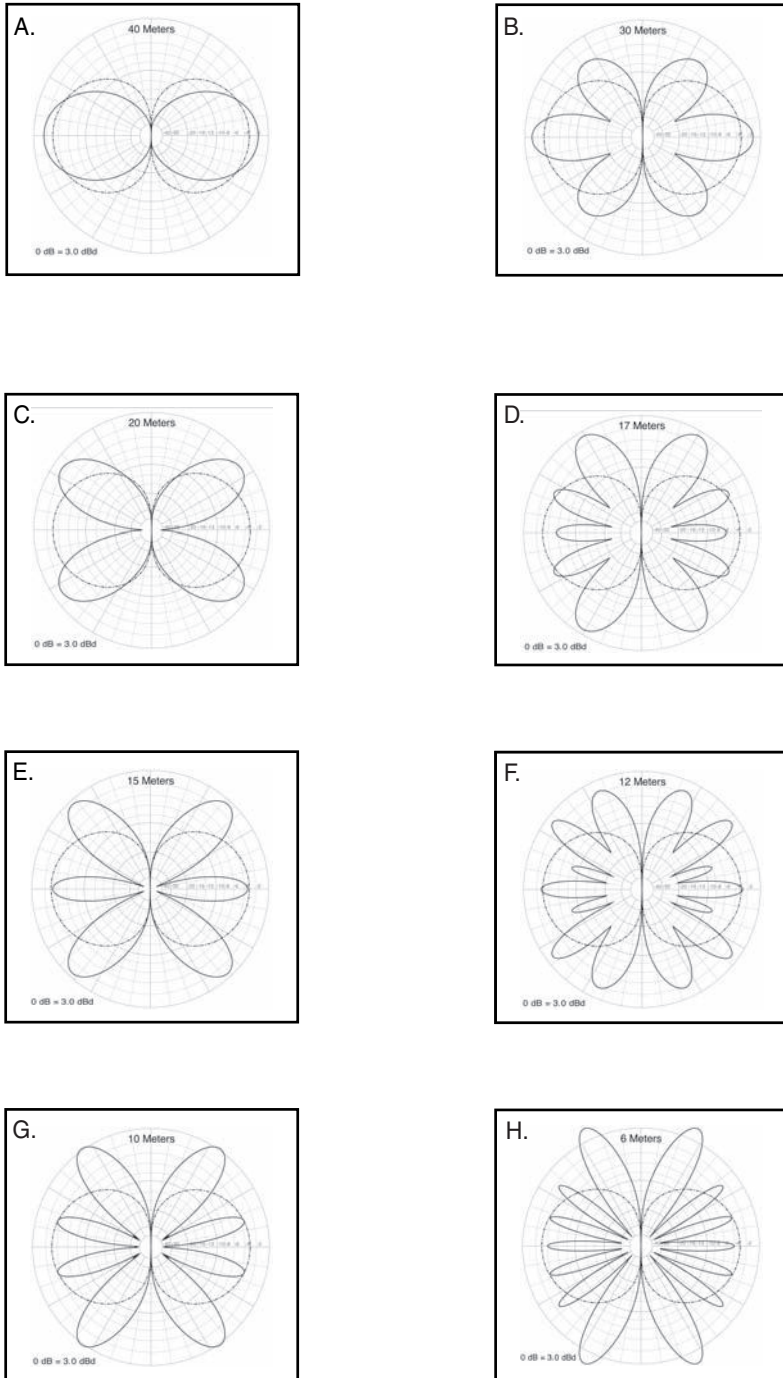 A.
40 Meters
0 dB = 3.0 dBd
B.
30 Meters
0 dB = 3.0 dBd
C.
20 Meters
0 dB = 3.0 dBd
D.
17 Meters
0 dB = 3.0 dBd
E.
15 Meters
0 dB = 3.0 dBd
F.
12 Meters
0 dB = 3.0 dBd
G.
10 Meters
0 dB = 3.0 dBd
H.
6 Meters
0 dB = 3.0 dBd